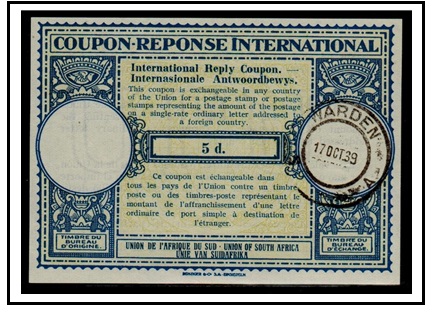 COUPON-REPONSE INTERNATIONAL
International Reply Coupon.
Internasionale Antwoordbewys.
This coupon is exchangeable in any country
of the Union for a postage stamp or postage
stamps representing the amount of the postage
on a single-rate ordinary letter addressed to
a foreign country.
5 d.
WARDEN
17 OCT.39
Ce coupon est échangeable dans
tous les pays de l'Union contre un timbre-
poste ou des timbres-poste représentant le
montant de l'affranchissement d'une lettre
ordinaire de port simple à destination de
l'étranger.
TIMBRE DU
BUREAU
D'ORIGINE.
TIMBRE DU
BUREAU
D'ÉCHANGE.
UNION DE L'AFRIQUE DU SUD - UNION OF SOUTH AFRICA
UNIE VAN SUIDAFRIKA